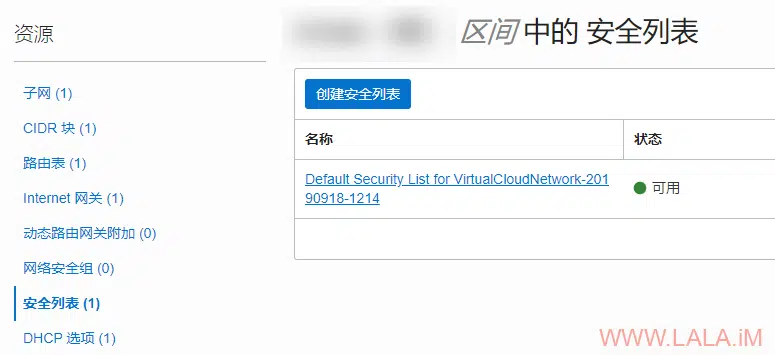 资源
子网 (1)
CIDR 块 (1)
路由表 (1)
Internet 网关 (1)
动态路由网关附加 (0)
网络安全组 (0)
安全列表 (1)
DHCP 选项 (1)
区间 中的 安全列表
创建安全列表
名称
状态
Default Security List for VirtualCloudNetwork-201
90918-1214
可用
WWW.LALA.iM